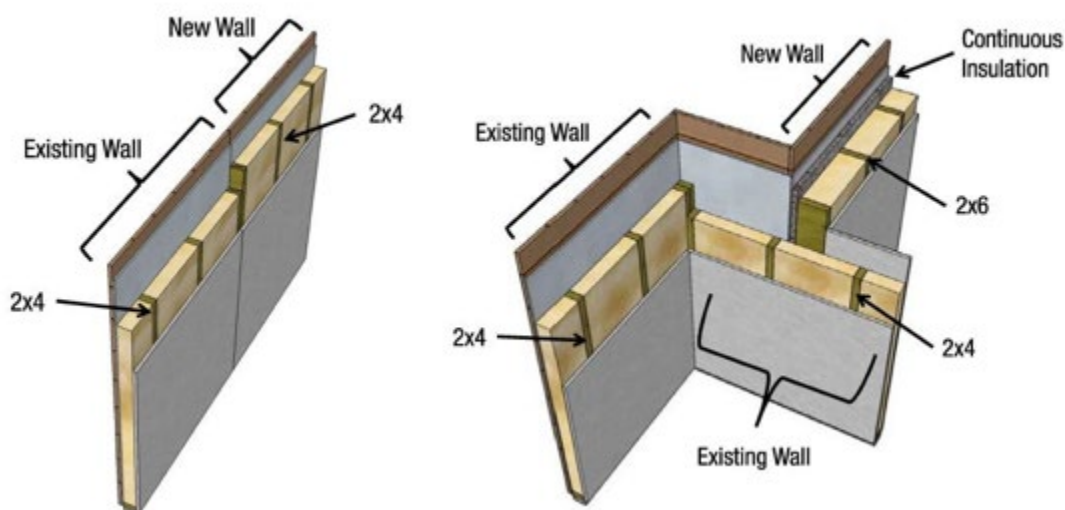 New Wall
Existing Wall
2x4
2x4
Continuous
Insulation
New Wall
Existing Wall
2x6
2x4
2x4
Existing Wall